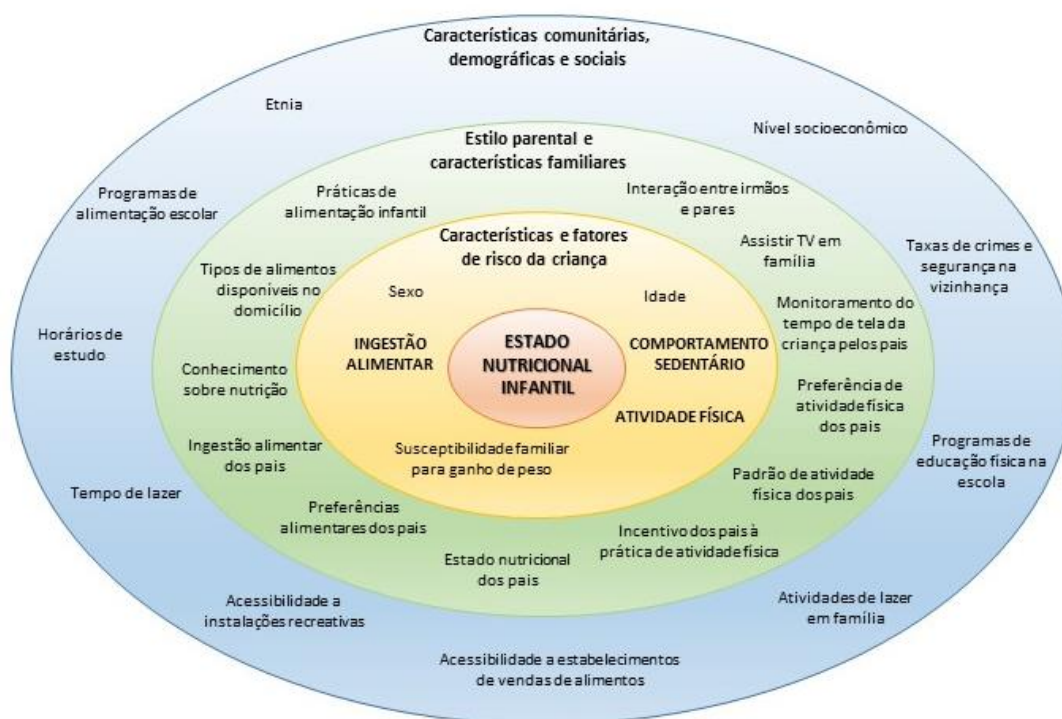 Características comunitárias,
demográficas e sociais
Etnia
Nível socioeconômico
Programas de
alimentação escolar
Taxas de crimes e
segurança na
vizinhança
Horários de
estudo
Tempo de lazer
Programas de
educação física na
escola
Acessibilidade a
instalações recreativas
Atividades de lazer
em família
Acessibilidade a estabelecimentos
de vendas de alimentos
Estilo parental e
características familiares
Práticas de
alimentação infantil
Interação entre irmãos
e pares
Assistir TV em
família
Tipos de alimentos
disponíveis no
domicílio
Monitoramento do
tempo de tela da
criança pelos pais
Conhecimento
sobre nutrição
Preferência de
atividade física
dos pais
Ingestão alimentar
dos pais
Padrão de atividade
física dos pais
Preferências
alimentares dos pais
Incentivo dos pais à
prática de atividade física
Estado nutricional
dos pais
Características e fatores
de risco da criança
Sexo
Idade
INGESTÃO
ALIMENTAR
COMPORTAMENTO
SEDENTÁRIO
ATIVIDADE FÍSICA
Susceptibilidade familiar
para ganho de peso
ESTADO
NUTRICIONAL
INFANTIL